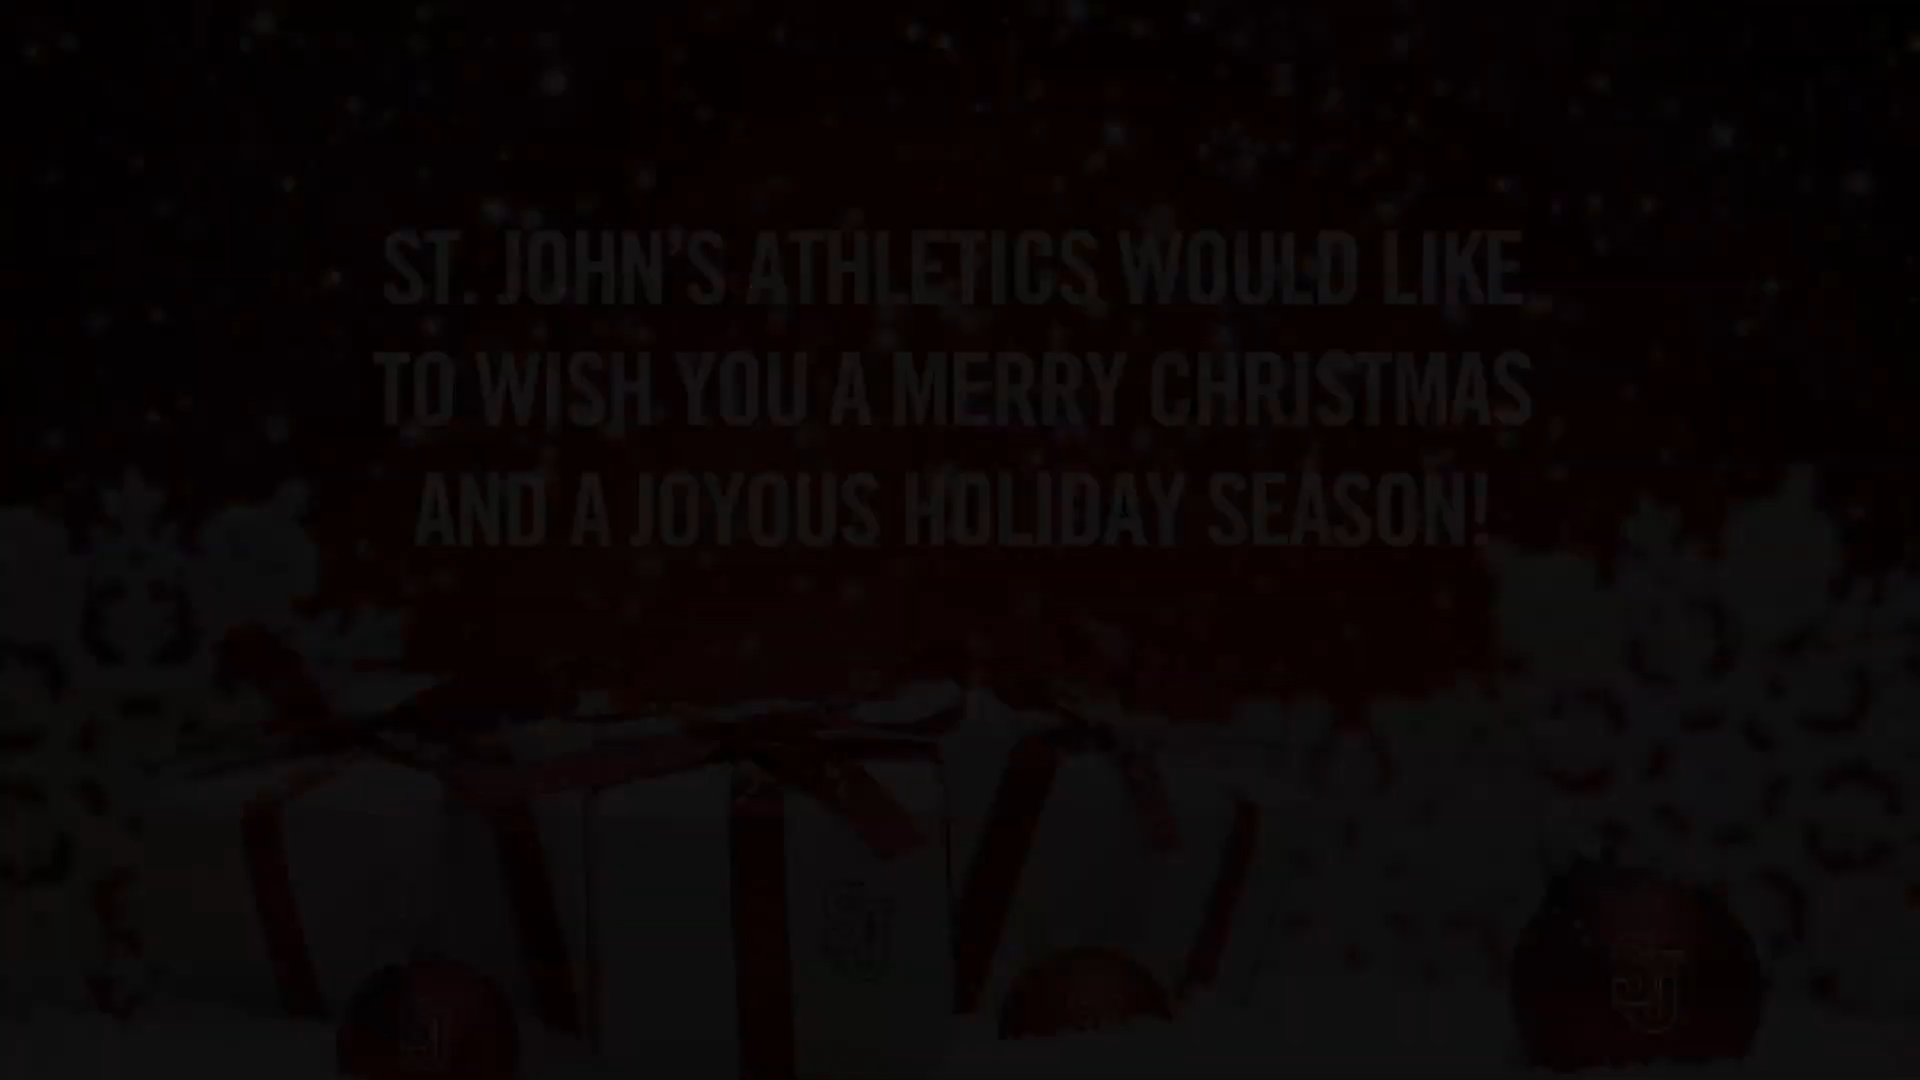 ST. JOHN'S ATHLETICS WOULD LIKE
TO WISH YOU A MERRY CHRISTMAS
AND A JOYOUS HOLIDAY SEASON!